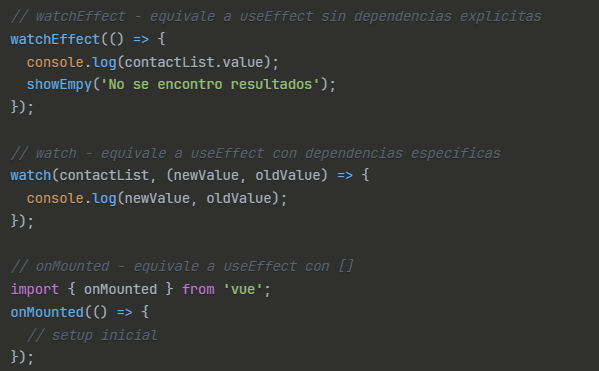 // watchEffect - equivale a useEffect sin dependencias explícitas
watchEffect(() => {
  console.log(contactList.value);
  showEmpy('No se encontro resultados');
});

// watch - equivale a useEffect con dependencias específicas
watch(contactList, (newValue, oldValue) => {
  console.log(newValue, oldValue);
});

// onMounted - equivale a useEffect con []
import { onMounted } from 'vue';
onMounted(() => {
  // setup inicial
});